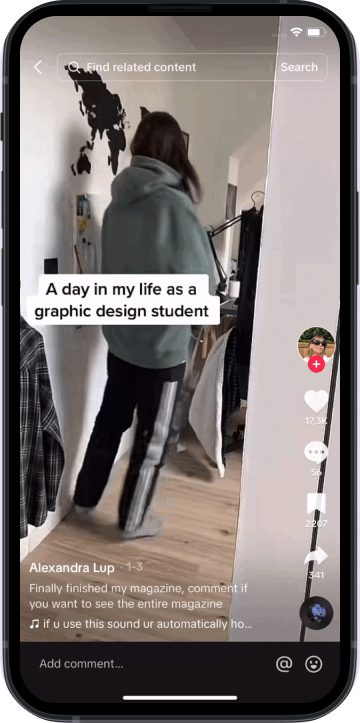 Find related content
Search
A day in my life as a
graphic design student
17,3K
56
2207
341
Alexandra Lup · 1-3
Finally finished my magazine, comment if
you want to see the entire magazine
if u use this sound ur automatically ho...
Add comment...
@